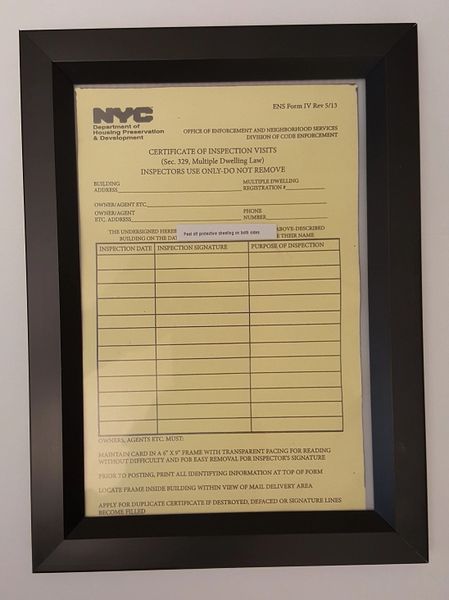 NYC
Department of
Housing Preservation
& Development
ENS Form IV Rev 5/15
OFFICE OF ENFORCEMENT AND NEIGHBORHOOD SERVICES
DIVISION OF CODE ENFORCEMENT
CERTIFICATE OF INSPECTION VISITS
(Sec. 329, Multiple Dwelling Law)
INSPECTORS USE ONLY-DO NOT REMOVE
BUILDING
ADDRESS
MULTIPLE DWELLING
REGISTRATION #
OWNER/AGENT ETC.
OWNER/AGENT
ETC. ADDRESS
PHONE
NUMBER
THE UNDERSIGNED ABOVE-DESCRIBED
Peel off protective sheeting on both sides
BUILDING ON THE THEIR NAME
INSPECTION DATE INSPECTION SIGNATURE PURPOSE OF INSPECTION
OWNERS, AGENTS ETC. MUST:
MAINTAIN CARD IN A 6" X 9" FRAME WITH TRANSPARENT FACING FOR READING
WITHOUT DIFFICULTY AND FOR EASY REMOVAL FOR INSPECTOR'S SIGNATURE
PRIOR TO POSTING, PRINT ALL IDENTIFYING INFORMATION AT TOP OF FORM
LOCATE FRAME INSIDE BUILDING WITHIN VIEW OF MAIL DELIVERY AREA
APPLY FOR DUPLICATE CERTIFICATE IF DESTROYED, DEFACED OR SIGNATURE LINES
BECOME FILLED